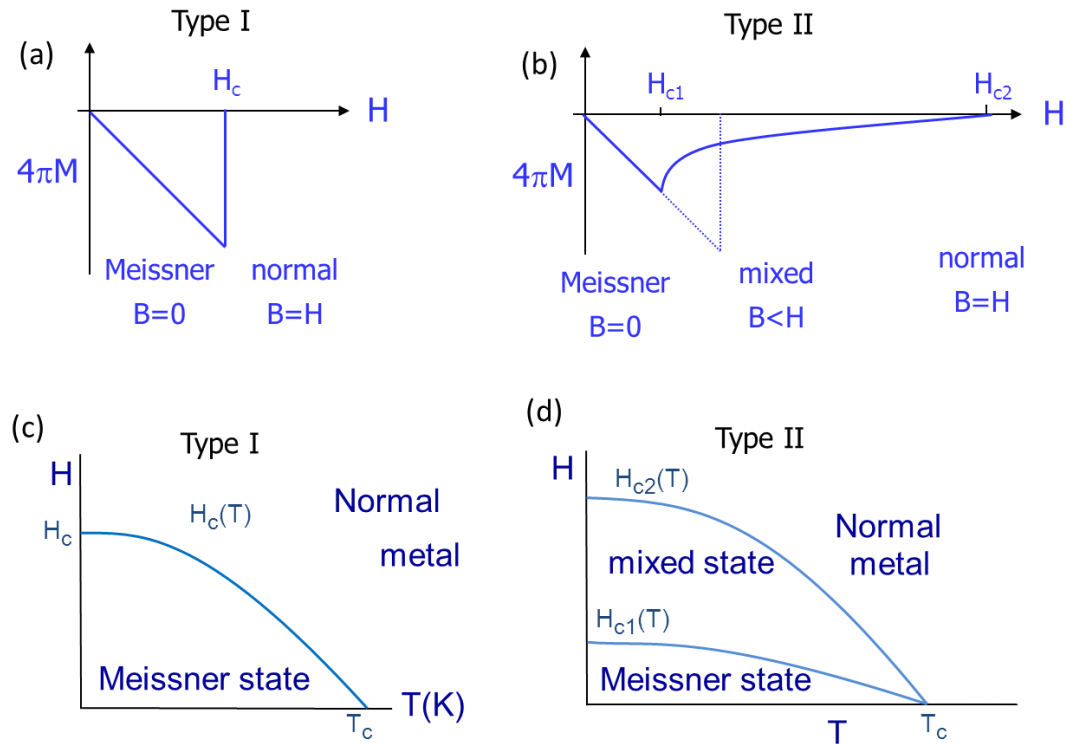 (a)
Type I
H_c
H
4πM
Meissner
B=0
normal
B=H
(b)
Type II
H_c1
H_c2
H
4πM
Meissner
B=0
mixed
B<H
normal
B=H
(c)
Type I
H
H_c
H_c(T)
Normal
metal
Meissner state
T(K)
T_c
(d)
Type II
H
H_c2(T)
Normal
metal
mixed state
H_c1(T)
Meissner state
T
T_c